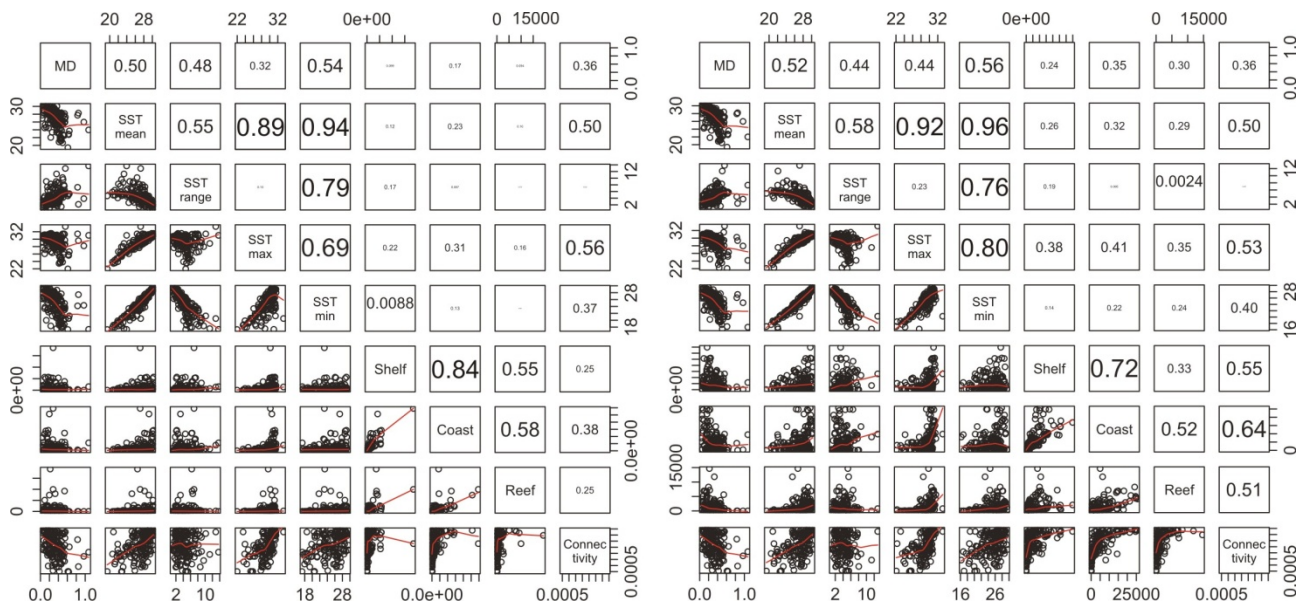 20 28 22 32 0e+00 0 15000 20 28 22 32 0e+00 0 15000
MD 0.50 0.48 0.32 0.54 0.17 0.36 0.0 1.0 MD 0.52 0.44 0.44 0.56 0.24 0.35 0.30 0.36 0.0 1.0
20 30 SST mean 0.55 0.89 0.94 0.12 0.23 0.50 20 30 SST mean 0.58 0.92 0.96 0.26 0.32 0.29 0.50
SST range 0.79 0.17 2 12 SST range 0.23 0.76 0.19 0.0024 2 12
22 32 SST max 0.69 0.22 0.31 0.16 0.56 22 32 SST max 0.80 0.38 0.41 0.35 0.53
SST min 0.0088 0.13 0.37 18 28 SST min 0.14 0.22 0.24 0.40 16 28
0e+00 Shelf 0.84 0.55 0.25 0e+00 Shelf 0.72 0.33 0.55
Coast 0.58 0.38 0.0e+00 Coast 0.52 0.64 0
0 Reef 0.25 0 15000 Reef 0.51
Connec tivity 0.0005 Connec tivity 0.0005
0.0 1.0 2 10 18 28 0.0e+00 0.0005 0.0 1.0 2 10 16 26 0 25000 0.0005